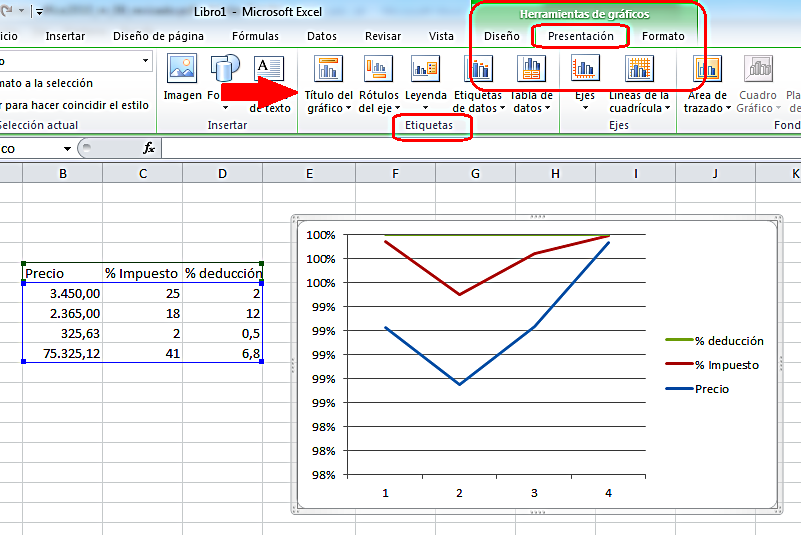 Libro1 - Microsoft Excel
Herramientas de gráficos
icio Insertar Diseño de página Fórmulas Datos Revisar Vista Diseño Presentación Formato
o
mato a la selección
r para hacer coincidir el estilo
Selección actual
Imagen Fo
de texto
Insertar
Título del gráfico
Rótulos del eje
Leyenda
Etiquetas de datos
Tabla de datos
Etiquetas
Ejes
Líneas de la cuadrícula
Ejes
Área de trazado
Cuadro Gráfico
Pla
de
Fond
co fx
B C D E F G H I J K
Precio % Impuesto % deducción
3.450,00 25 2
2.365,00 18 12
325,63 2 0,5
75.325,12 41 6,8
100%
100%
100%
99%
99%
99%
99%
99%
98%
98%
98%
1 2 3 4
% deducción
% Impuesto
Precio